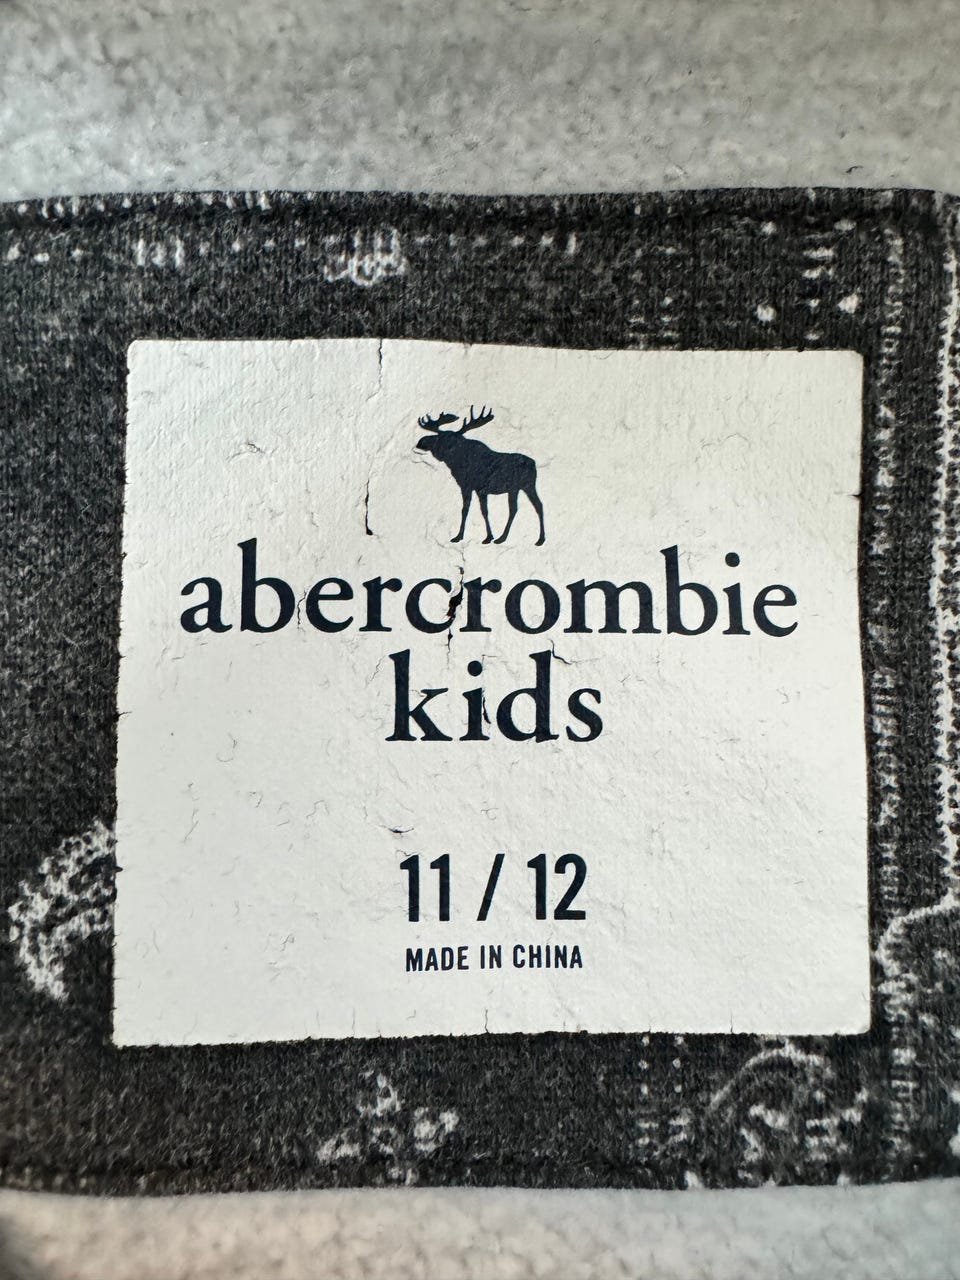 abercrombie
kids
11 / 12
MADE IN CHINA